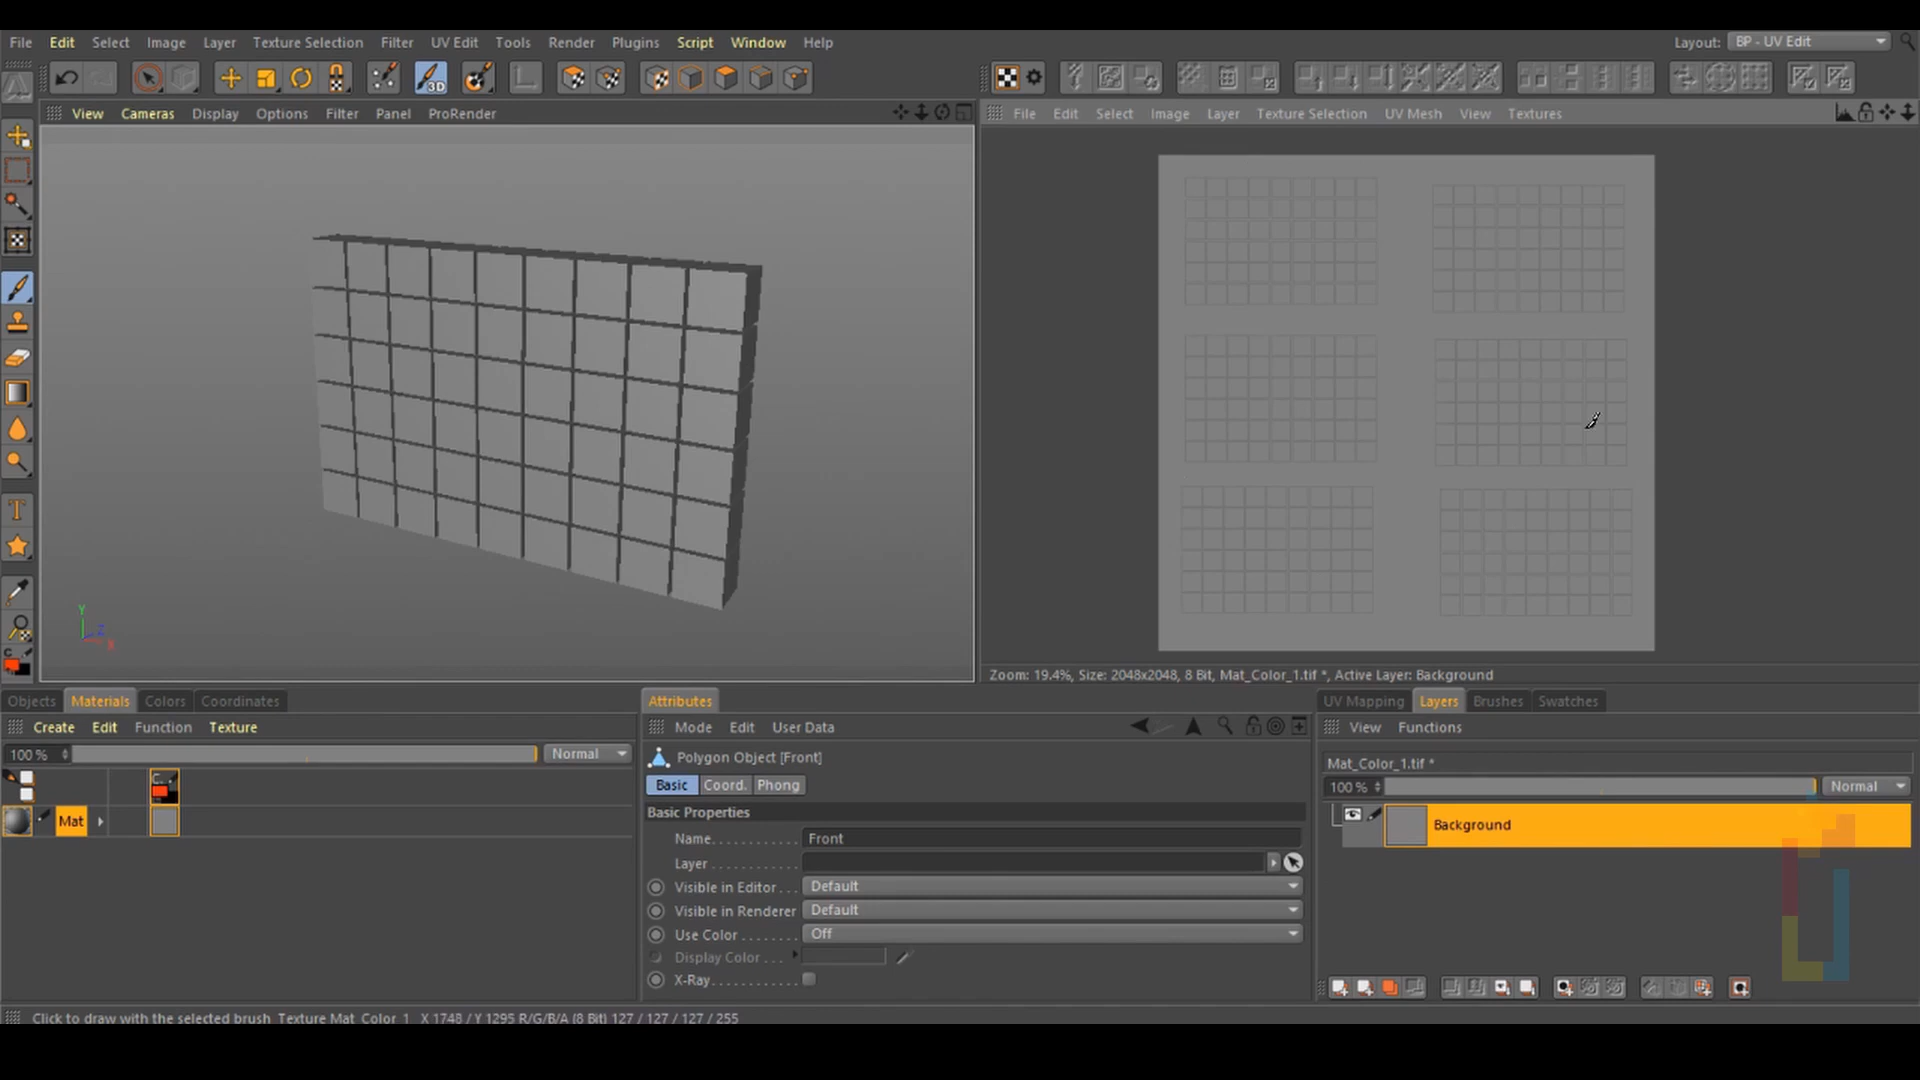 File Edit Select Image Layer Texture Selection Filter UV Edit Tools Render Plugins Script Window Help
Layout: BP - UV Edit
3D
View Cameras Display Options Filter Panel ProRender
File Edit Select Image Layer Texture Selection UV Mesh View Textures
Y
Z
X
Zoom: 19.4%, Size: 2048x2048, 8 Bit, Mat_Color_1.tif *, Active Layer: Background
Objects Materials Colors Coordinates
Attributes
UV Mapping Layers Brushes Swatches
Create Edit Function Texture
Mode Edit User Data
View Functions
100 % Normal
Polygon Object [Front]
Mat_Color_1.tif *
Basic Coord. Phong
100 % Normal
Basic Properties
Mat
Background
Name. . . . . . . . . . . Front
Layer . . . . . . . . . . .
Visible in Editor . . . Default
Visible in Renderer Default
Use Color . . . . . . . . Off
Display Color . . .
X-Ray. . . . . . . . . . .
Click to draw with the selected brush Texture Mat_Color_1 X 1748 / Y 1295 R/G/B/A (8 Bit) 127 / 127 / 127 / 255